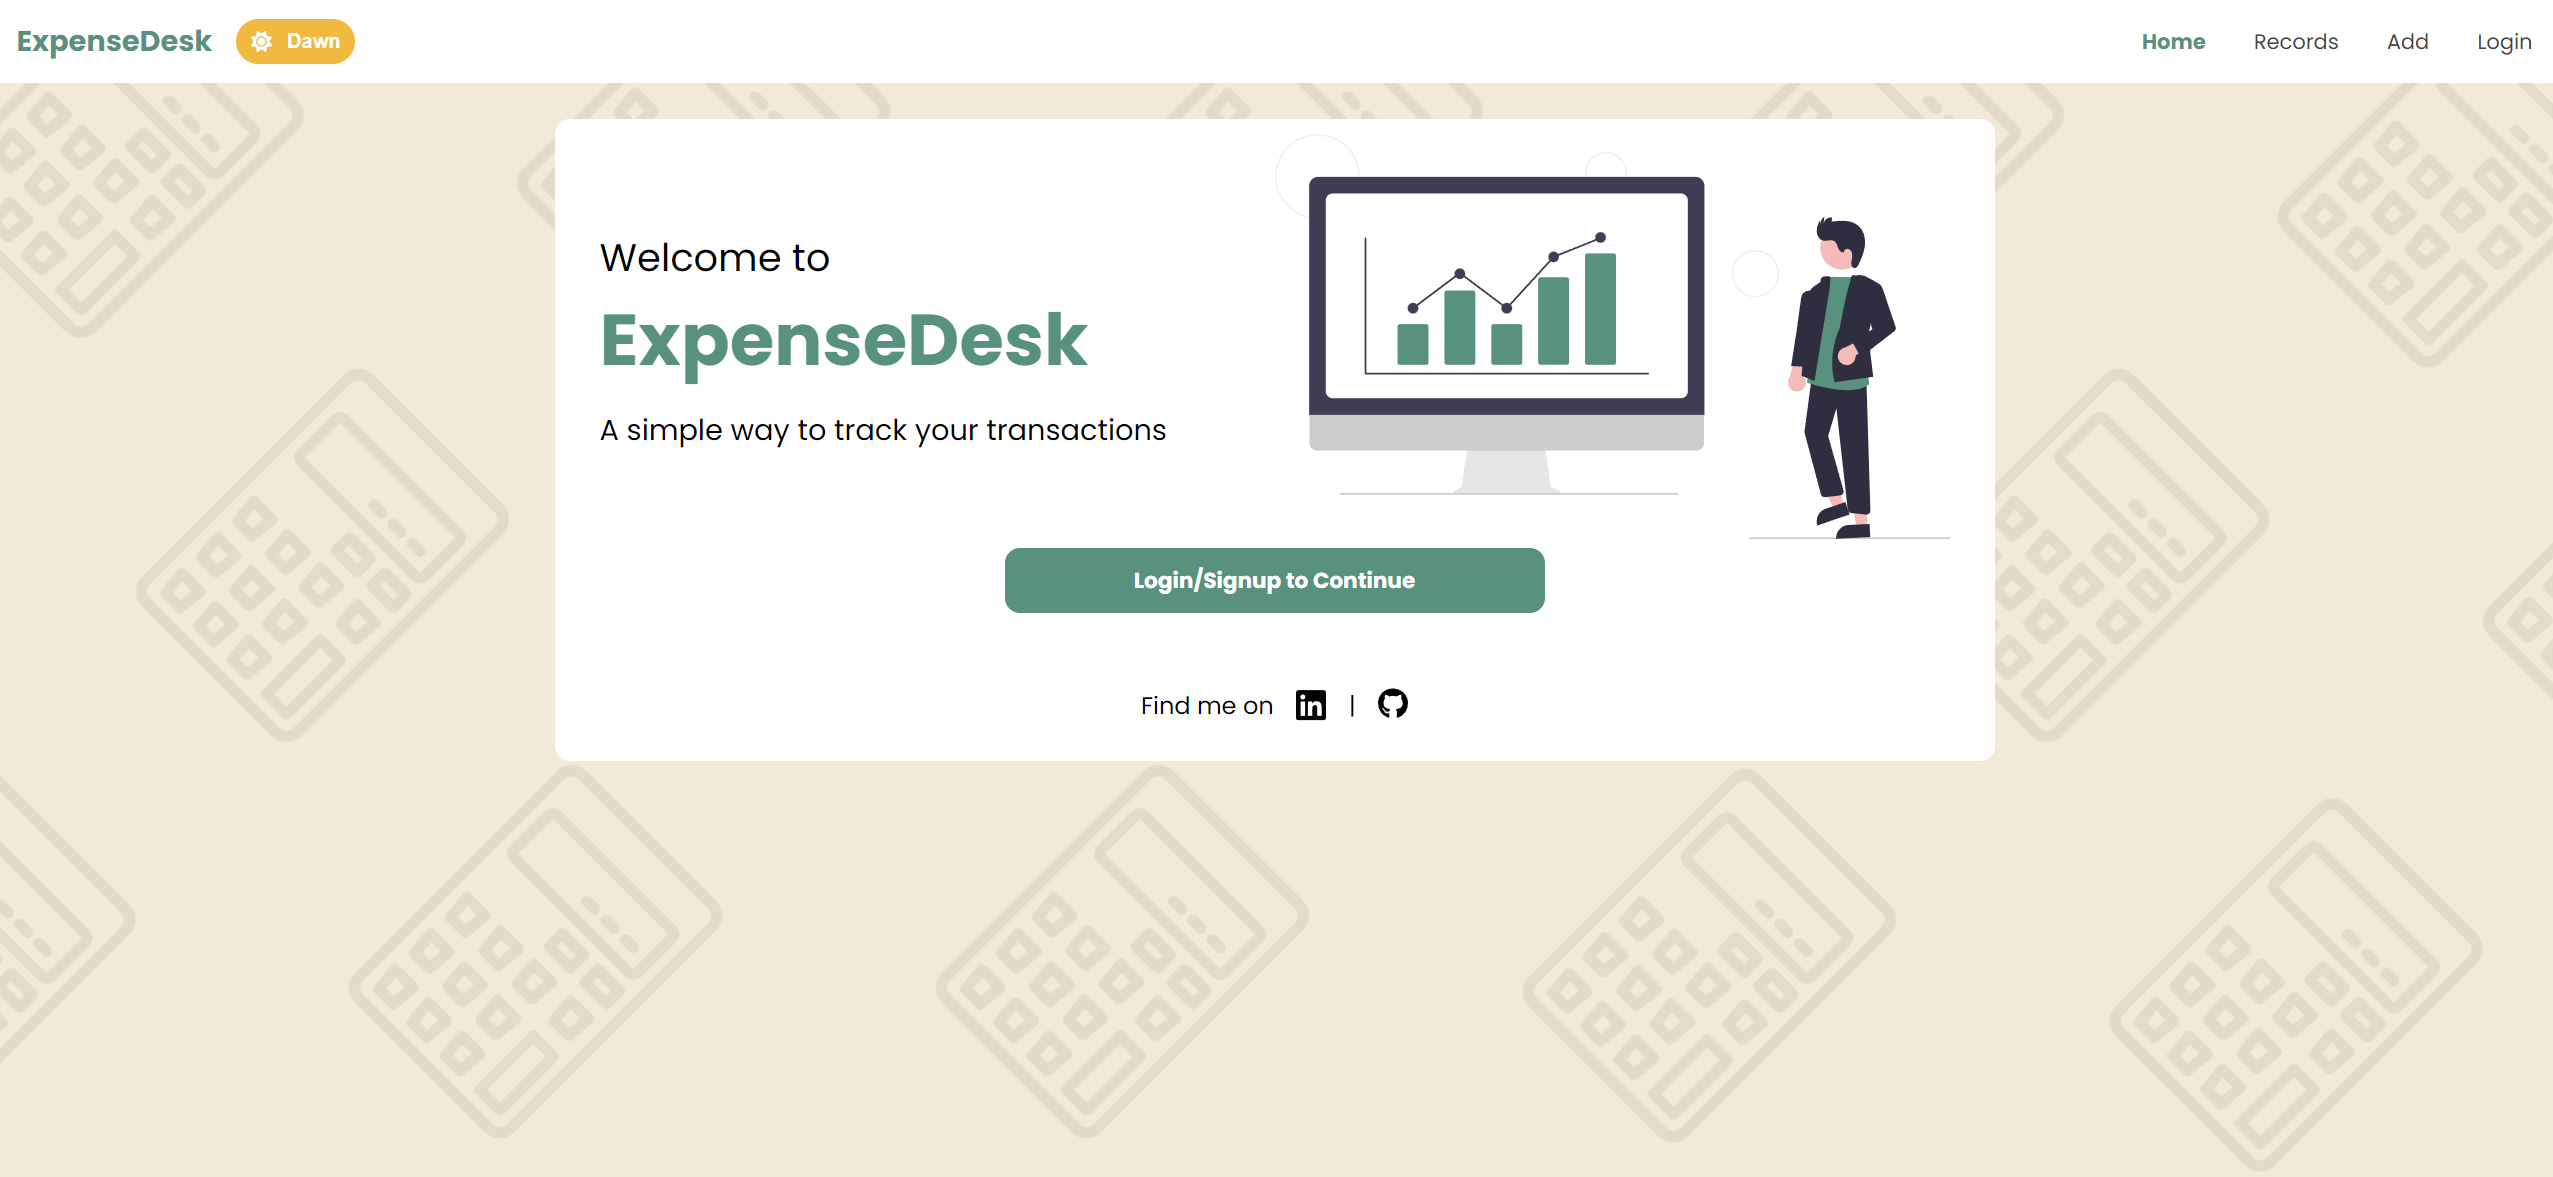 ExpenseDesk Dawn Home Records Add Login
Welcome to
ExpenseDesk
A simple way to track your transactions
Login/Signup to Continue
Find me on in |